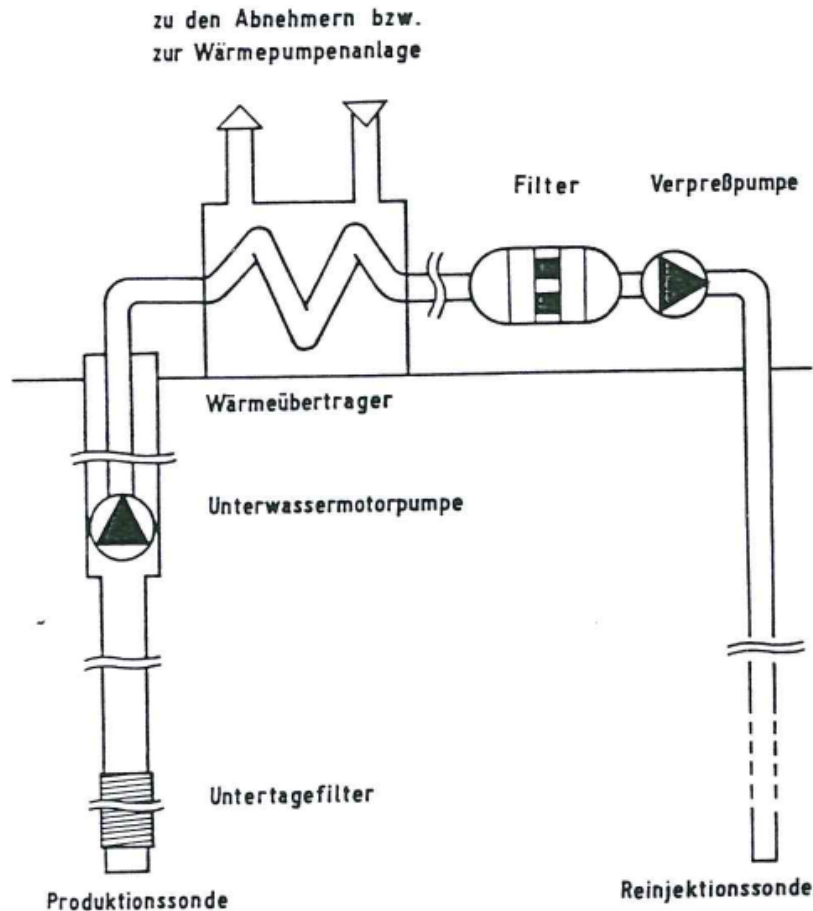 zu den Abnehmern bzw.
zur Wärmepumpenanlage
Filter
Verpreßpumpe
Wärmeübertrager
Unterwassermotorpumpe
Untertagefilter
Produktionssonde
Reinjektionssonde